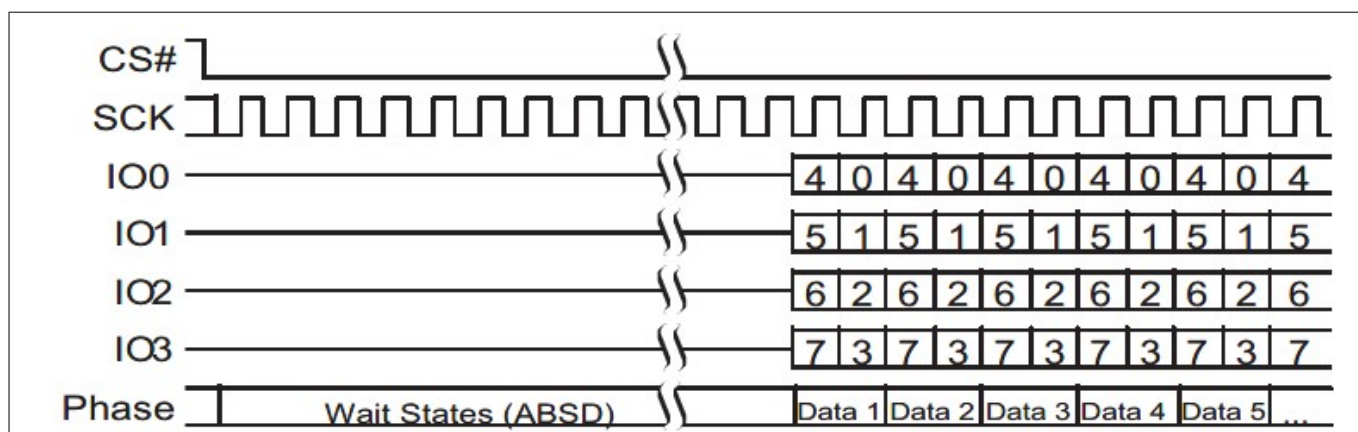 CS#
SCK
IO0 4 0 4 0 4 0 4 0 4 0 4
IO1 5 1 5 1 5 1 5 1 5 1 5
IO2 6 2 6 2 6 2 6 2 6 2 6
IO3 7 3 7 3 7 3 7 3 7 3 7
Phase Wait States (ABSD) Data 1 Data 2 Data 3 Data 4 Data 5 ...